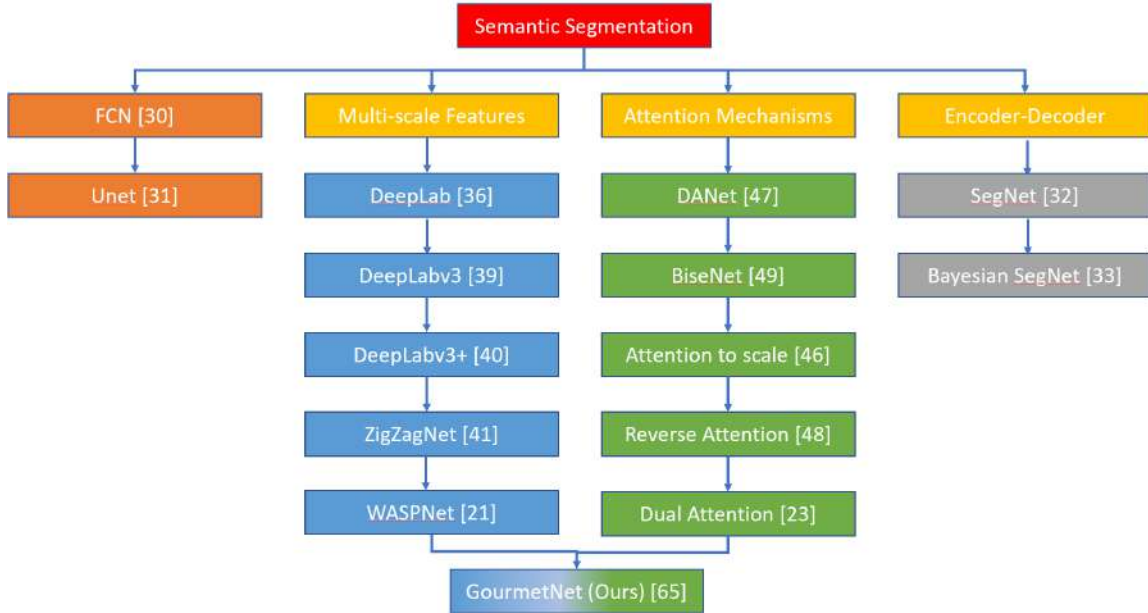 Semantic Segmentation
FCN [30]
Multi-scale Features
Attention Mechanisms
Encoder-Decoder
Unet [31]
DeepLab [36]
DANet [47]
SegNet [32]
DeepLabv3 [39]
BiseNet [49]
Bayesian SegNet [33]
DeepLabv3+ [40]
Attention to scale [46]
ZigZagNet [41]
Reverse Attention [48]
WASPNet [21]
Dual Attention [23]
GourmetNet (Ours) [65]